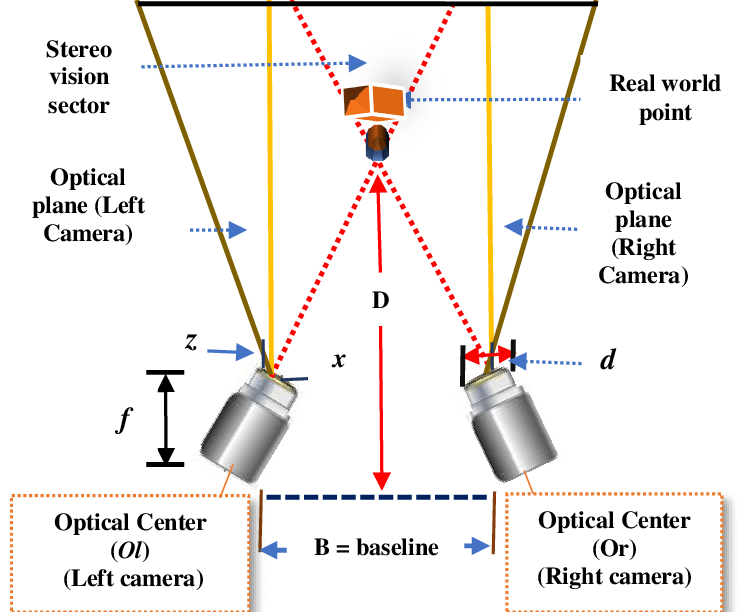 Stereo
vision
sector
Real world
point
Optical
plane (Left
Camera)
Optical
plane
(Right
Camera)
D
z
x
d
f
Optical Center
(Ol)
(Left camera)
B = baseline
Optical Center
(Or)
(Right camera)